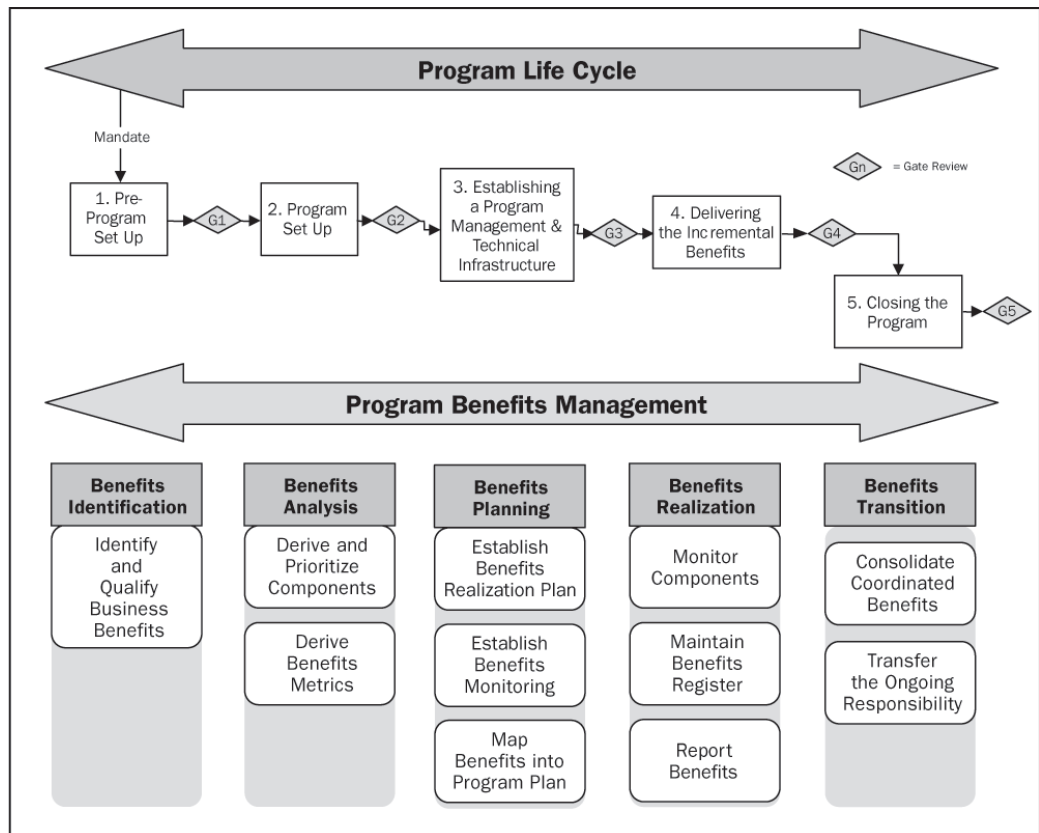 Program Life Cycle
Mandate
Gn = Gate Review
1. Pre-
Program
Set Up
G1
2. Program
Set Up
G2
3. Establishing
a Program
Management &
Technical
Infrastructure
G3
4. Delivering
the Incremental
Benefits
G4
5. Closing the
Program
G5
Program Benefits Management
Benefits
Identification
Identify
and
Qualify
Business
Benefits
Benefits
Analysis
Derive and
Prioritize
Components
Derive
Benefits
Metrics
Benefits
Planning
Establish
Benefits
Realization Plan
Establish
Benefits
Monitoring
Map
Benefits into
Program Plan
Benefits
Realization
Monitor
Components
Maintain
Benefits
Register
Report
Benefits
Benefits
Transition
Consolidate
Coordinated
Benefits
Transfer
the Ongoing
Responsibility